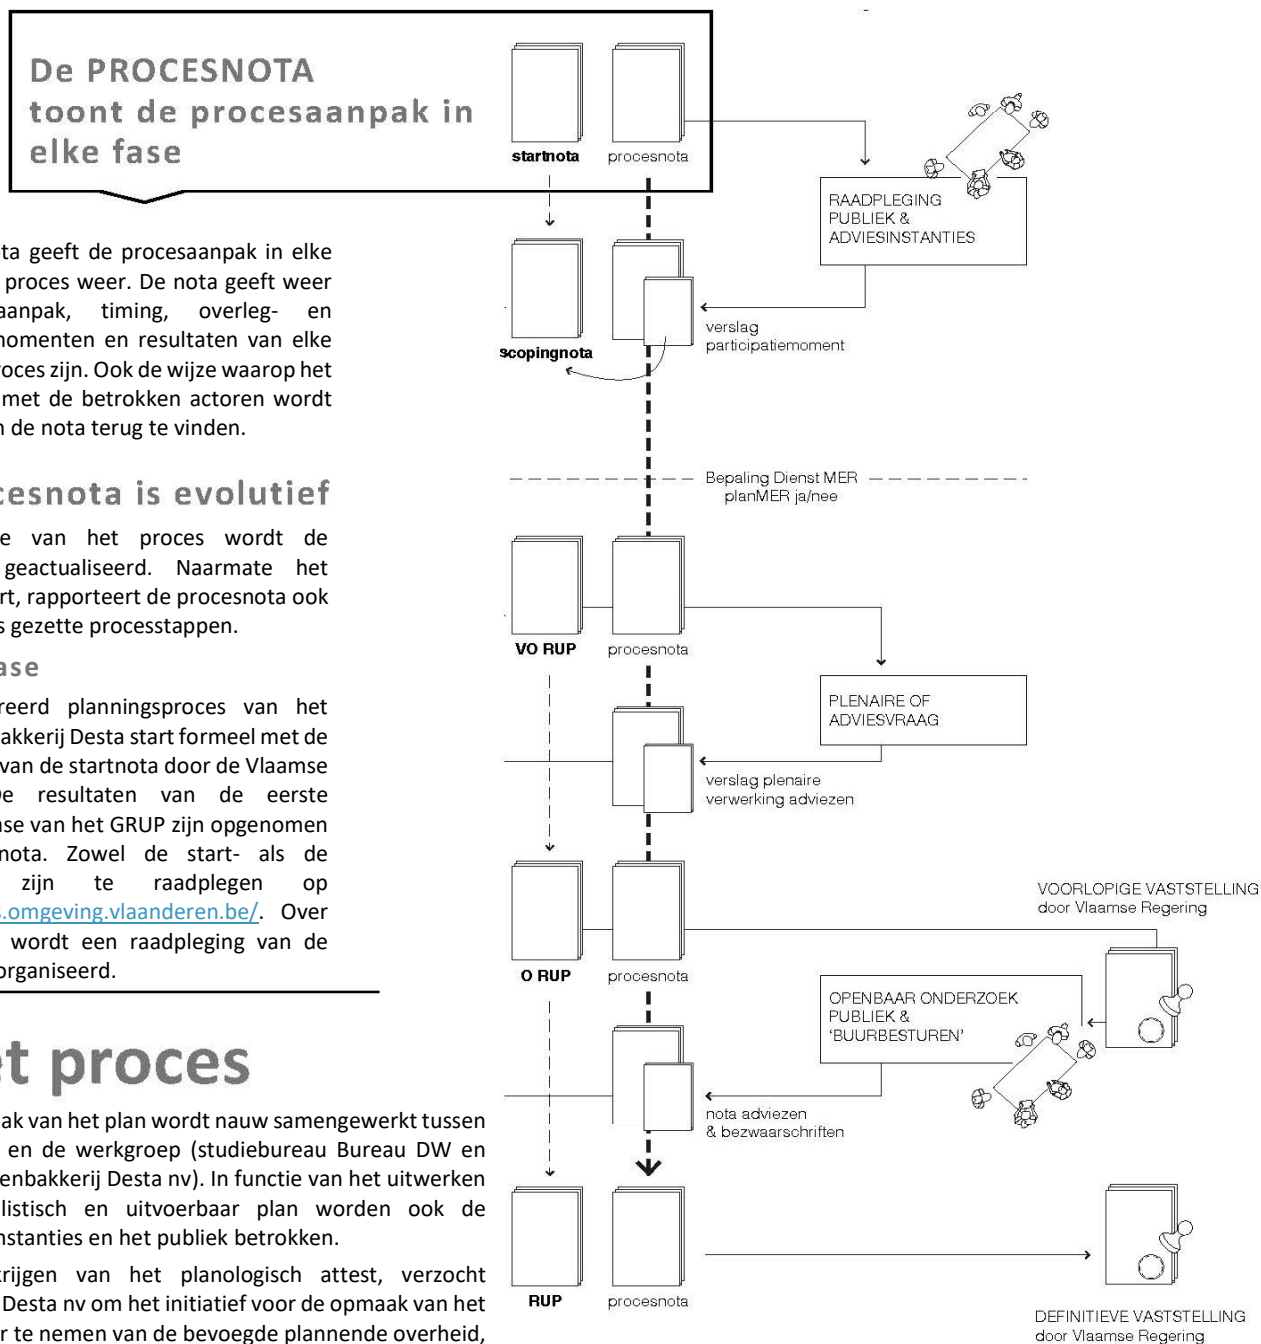 De PROCESNOTA
toont de procesaanpak in
elke fase
ota geeft de procesaanpak in elke
proces weer. De nota geeft weer
aanpak, timing, overleg- en
momenten en resultaten van elke
roces zijn. Ook de wijze waarop het
met de betrokken actoren wordt
n de nota terug te vinden.
cesnota is evolutief
e van het proces wordt de
geactualiseerd. Naarmate het
rt, rapporteert de procesnota ook
s gezette processtappen.
ase
reerd planningsproces van het
akkerij Desta start formeel met de
van de startnota door de Vlaamse
De resultaten van de eerste
ase van het GRUP zijn opgenomen
nota. Zowel de start- als de
zijn te raadplegen op
s.omgeving.vlaanderen.be/. Over
wordt een raadpleging van de
organiseerd.
et proces
ak van het plan wordt nauw samengewerkt tussen
en de werkgroep (studiebureau Bureau DW en
enbakkerij Desta nv). In functie van het uitwerken
listisch en uitvoerbaar plan worden ook de
nstanties en het publiek betrokken.
krijgen van het planologisch attest, verzocht
Desta nv om het initiatief voor de opmaak van het
r te nemen van de bevoegde plannende overheid,
startnota
procesnota
RAADPLEGING
PUBLIEK &
ADVIESINSTANTIES
scopingnota
verslag
participatiemoment
Bepaling Dienst MER
planMER ja/nee
VO RUP
procesnota
PLENAIRE OF
ADVIESVRAAG
verslag plenaire
verwerking adviezen
VOORLOPIGE VASTSTELLING
door Vlaamse Regering
O RUP
procesnota
OPENBAAR ONDERZOEK
PUBLIEK &
'BUURBESTUREN'
nota adviezen
& bezwaarschriften
RUP
procesnota
DEFINITIEVE VASTSTELLING
door Vlaamse Regering